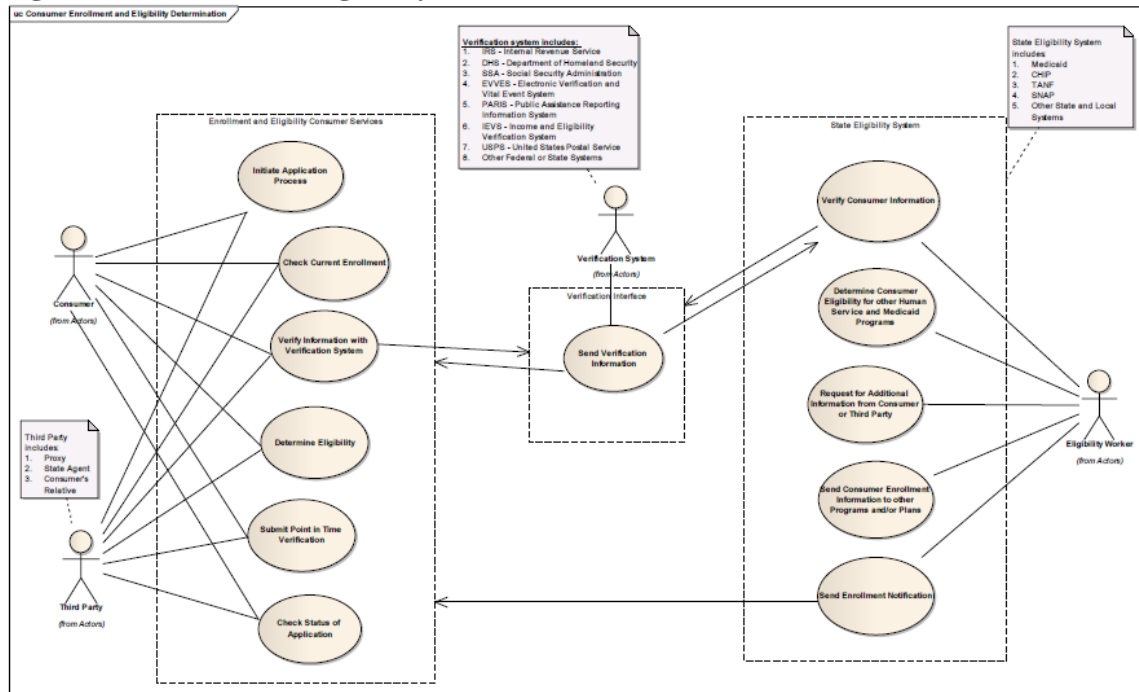 uc Consumer Enrollment and Eligibility Determination
Verification system includes:
1. IRS - Internal Revenue Service
2. DHS - Department of Homeland Security
3. SSA - Social Security Administration
4. EVVES - Electronic Verification and
Vital Event System
5. PARIS - Public Assistance Reporting
Information System
6. IEVS - Income and Eligibility
Verification System
7. USPS - United States Postal Service
8. Other Federal or State Systems
State Eligibility System
includes:
1. Medicaid
2. CHIP
3. TANF
4. SNAP
5. Other State and Local
Systems
Enrollment and Eligibility Consumer Services
Initiate Application
Process
Check Current Enrollment
Verify Information with
Verification System
Determine Eligibility
Submit Point in Time
Verification
Check Status of
Application
Consumer
(from Actors)
Third Party
includes:
1. Proxy
2. State Agent
3. Consumer's
Relative
Third Party
(from Actors)
Verification System
(from Actors)
Verification Interface
Send Verification
Information
State Eligibility System
Verify Consumer Information
Determine Consumer
Eligibility for other Human
Service and Medicaid
Programs
Request for Additional
Information from Consumer
or Third Party
Send Consumer Enrollment
Information to other
Programs and/or Plans
Send Enrollment Notification
Eligibility Worker
(from Actors)